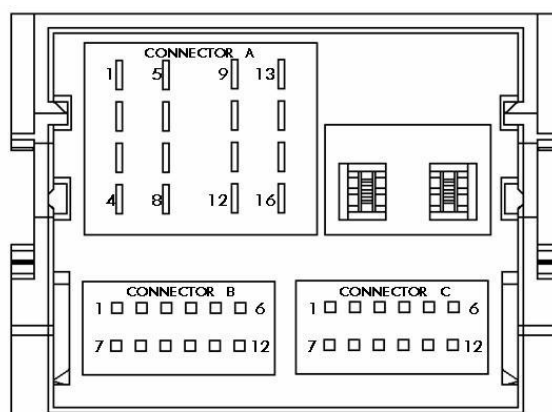 CONNECTOR A
1 5 9 13
4 8 12 16
CONNECTOR B
1 6
7 12
CONNECTOR C
1 6
7 12